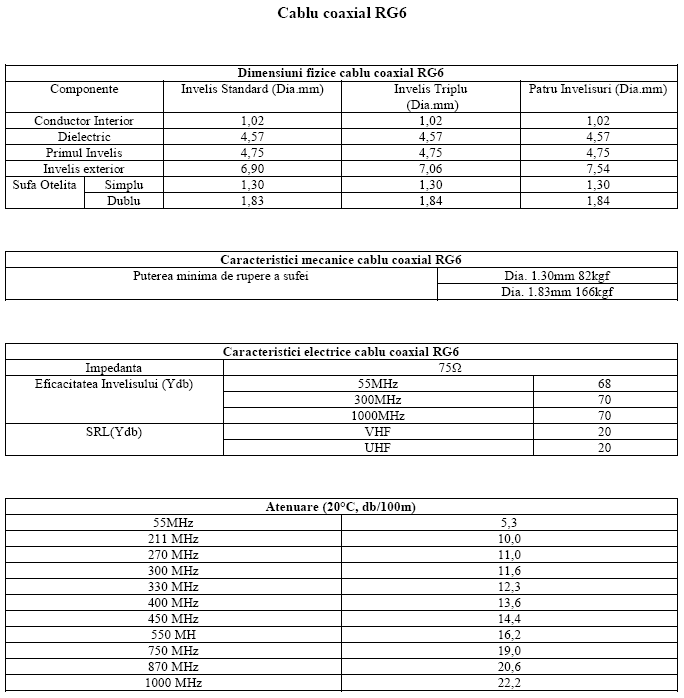 Cablu coaxial RG6
Dimensiuni fizice cablu coaxial RG6
Componente Invelis Standard (Dia.mm) Invelis Triplu (Dia.mm) Patru Invelisuri (Dia.mm)
Conductor Interior 1,02 1,02 1,02
Dielectric 4,57 4,57 4,57
Primul Invelis 4,75 4,75 4,75
Invelis exterior 6,90 7,06 7,54
Sufa Otelita Simplu 1,30 1,30 1,30
Dublu 1,83 1,84 1,84
Caracteristici mecanice cablu coaxial RG6
Puterea minima de rupere a sufei Dia. 1.30mm 82kgf
Dia. 1.83mm 166kgf
Caracteristici electrice cablu coaxial RG6
Impedanta 75Ω
Eficacitatea Invelisului (Ydb) 55MHz 68
300MHz 70
1000MHz 70
SRL(Ydb) VHF 20
UHF 20
Atenuare (20°C, db/100m)
55MHz 5,3
211 MHz 10,0
270 MHz 11,0
300 MHz 11,6
330 MHz 12,3
400 MHz 13,6
450 MHz 14,4
550 MH 16,2
750 MHz 19,0
870 MHz 20,6
1000 MHz 22,2